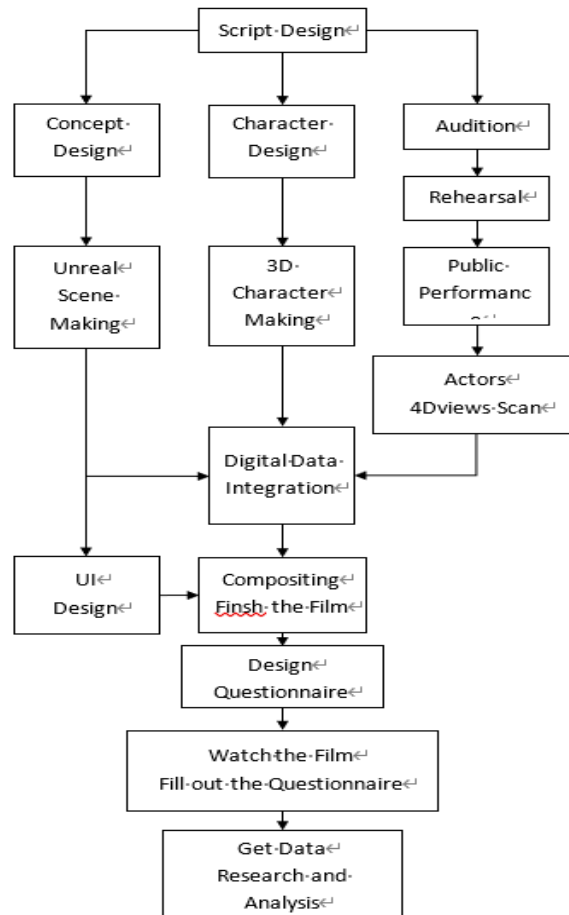 Script Design
Concept
Design
Character
Design
Audition
Rehearsal
Unreal
Scene
Making
3D
Character
Making
Public
Performanc
Actors
4Dviews Scan
Digital Data
Integration
UI
Design
Compositing
Finsh the Film
Design
Questionnaire
Watch the Film
Fill out the Questionnaire
Get Data
Research and
Analysis